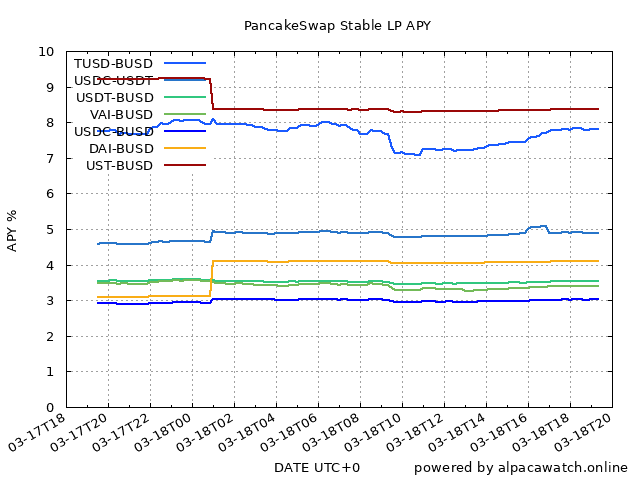 PancakeSwap Stable LP APY
10
9
8
7
6
5
4
3
2
1
0
APY %
TUSD-BUSD
USDC-USDT
USDT-BUSD
VAI-BUSD
USDC-BUSD
DAI-BUSD
UST-BUSD
03-17T18
03-17T20
03-17T22
03-18T00
03-18T02
03-18T04
03-18T06
03-18T08
03-18T10
03-18T12
03-18T14
03-18T16
03-18T18
03-18T20
DATE UTC+0
powered by alpacawatch.online